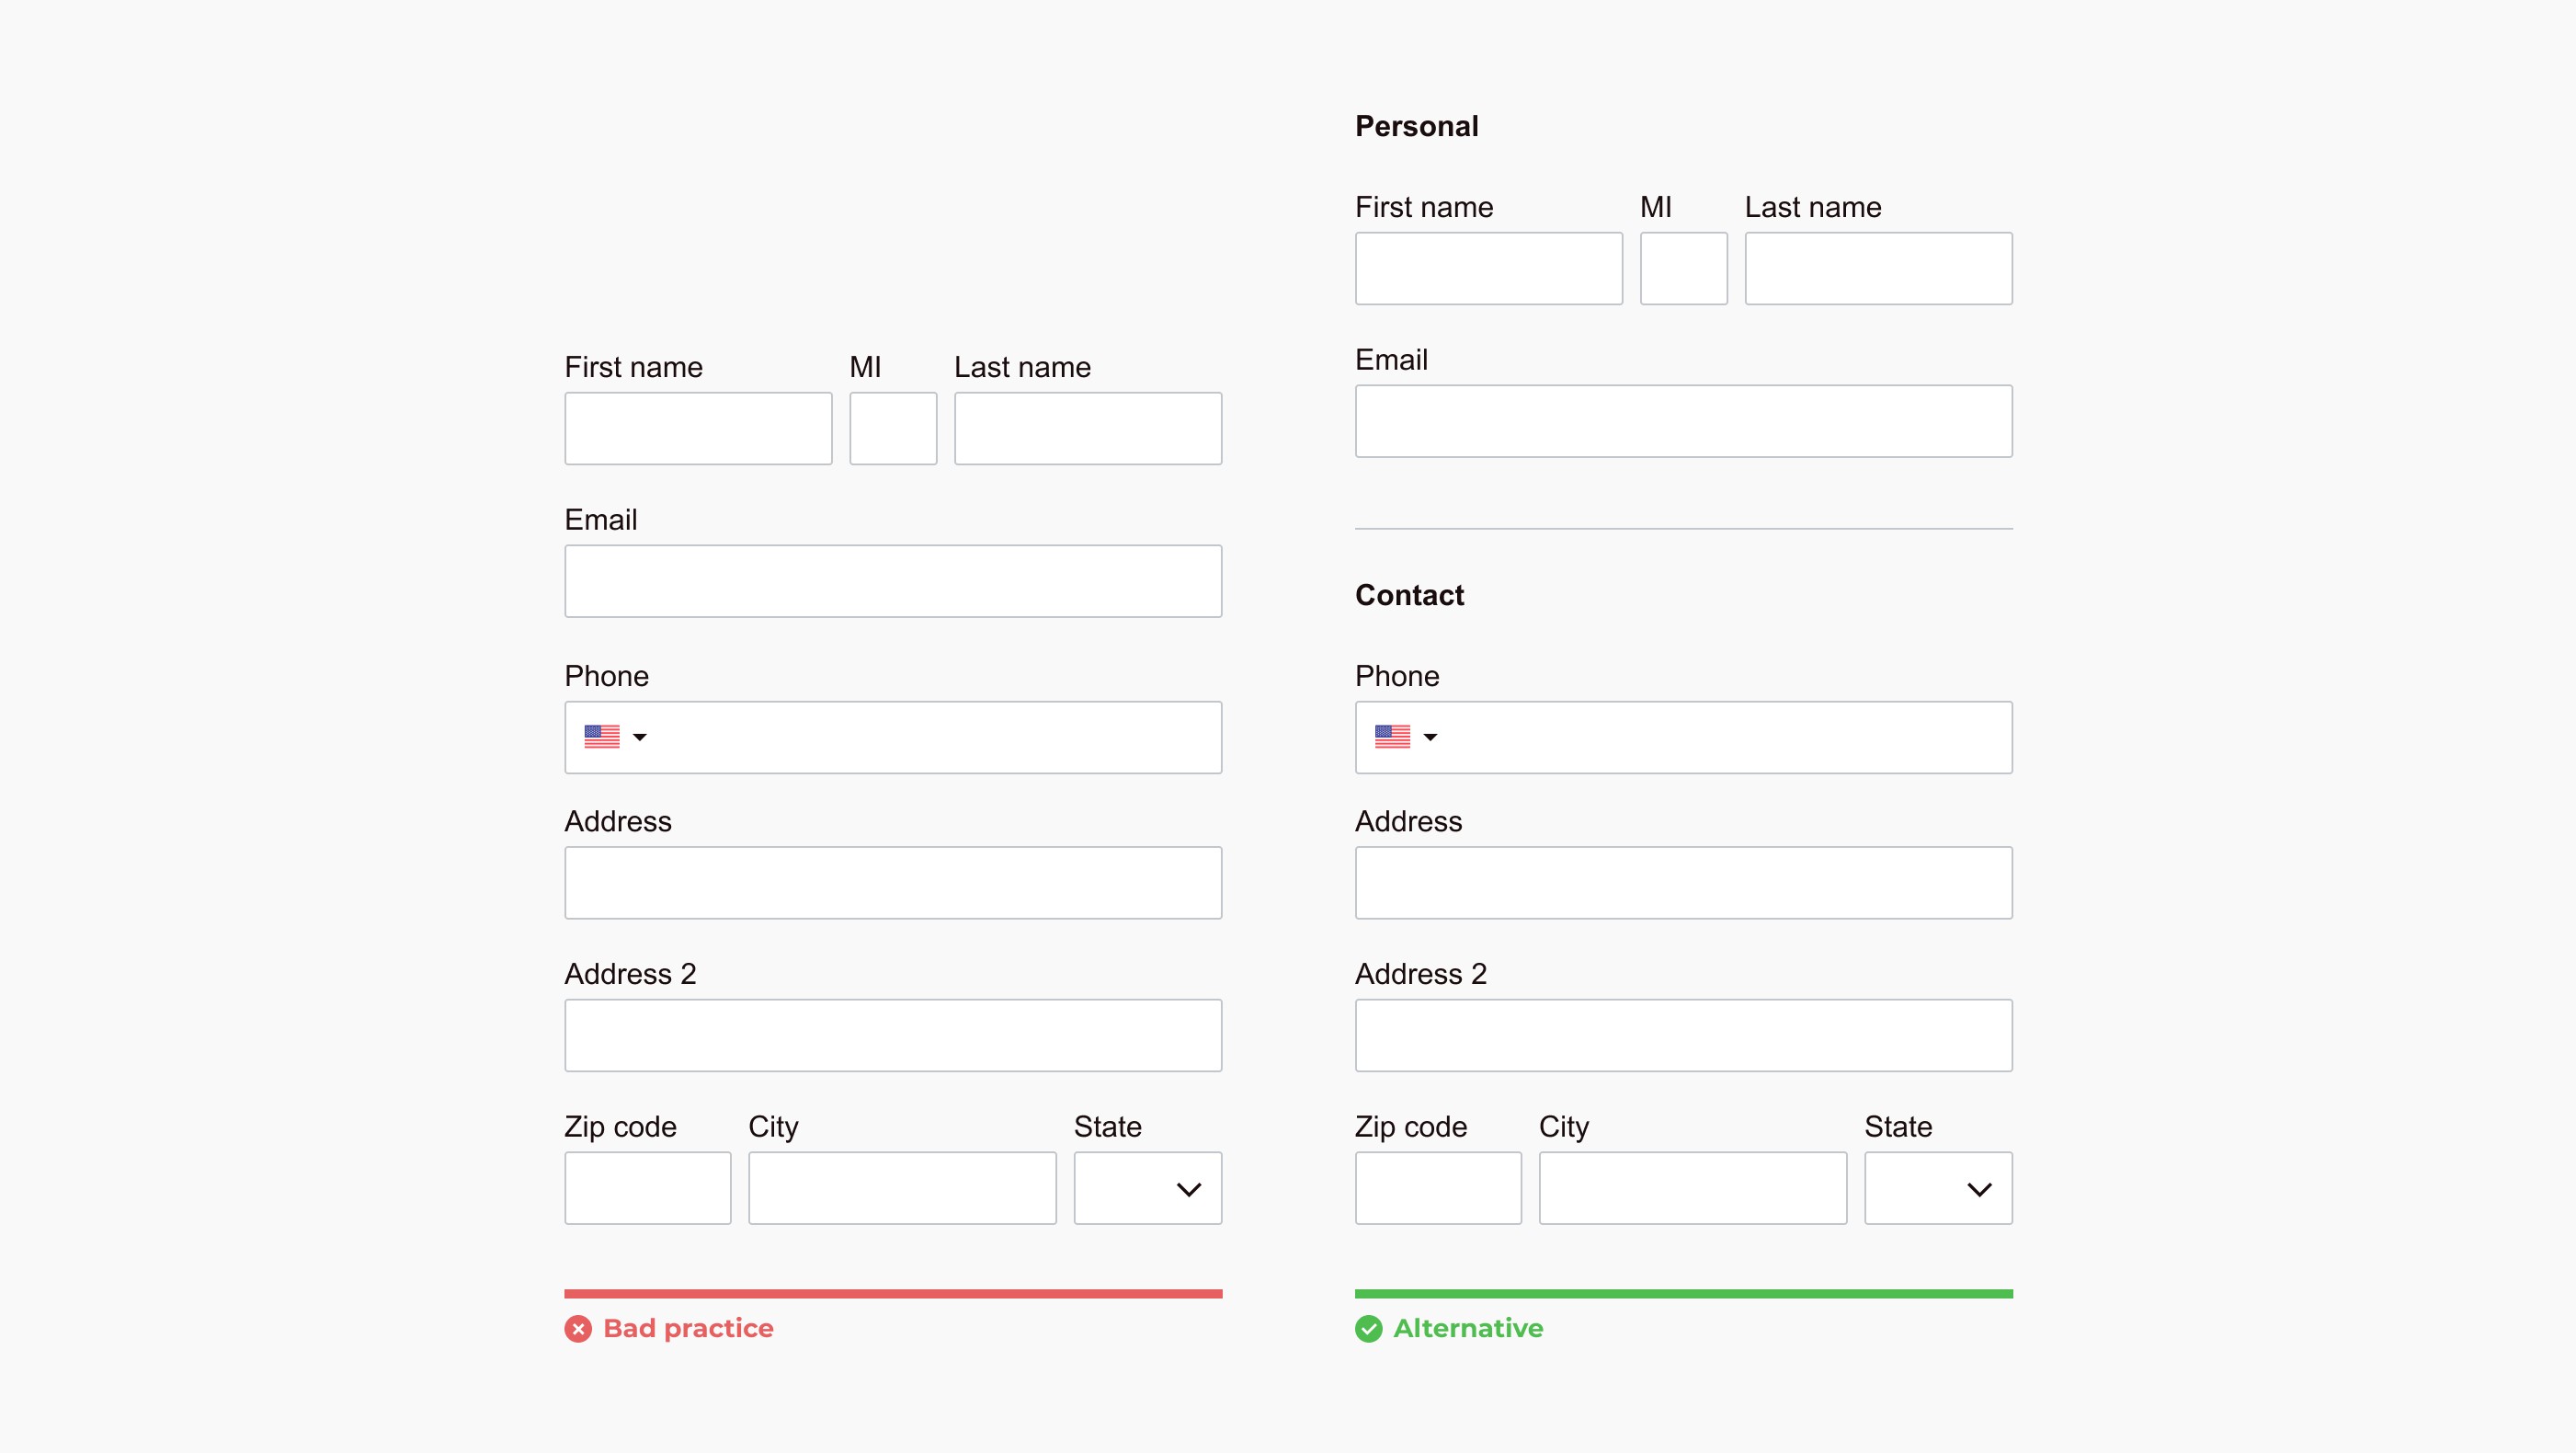 First name MI Last name
Email
Phone
Address
Address 2
Zip code City State
Bad practice
Personal
First name MI Last name
Email
Contact
Phone
Address
Address 2
Zip code City State
Alternative